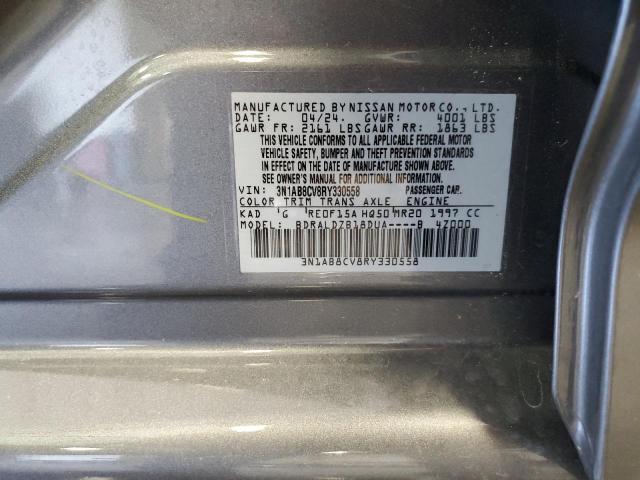 MANUFACTURED BY NISSAN MOTOR CO., LTD.
DATE: 04/24. GVWR: 4001 LBS
GAWR FR: 2161 LBS GAWR RR: 1863 LBS
THIS VEHICLE CONFORMS TO ALL APPLICABLE FEDERAL MOTOR
VEHICLE SAFETY, BUMPER AND THEFT PREVENTION STANDARDS
IN EFFECT ON THE DATE OF MANUFACTURE SHOWN ABOVE.
SEE OWNER'S MANUAL FOR ADDITIONAL INFORMATION.
VIN: 3N1AB8CV8RY330558 PASSENGER CAR.
COLOR TRIM TRANS AXLE ENGINE
KAD G RE0F15A HQ50 MR20 1997 CC
MODEL: BDRALDZB18DUA----B 4Z000
3N1AB8CV8RY330558